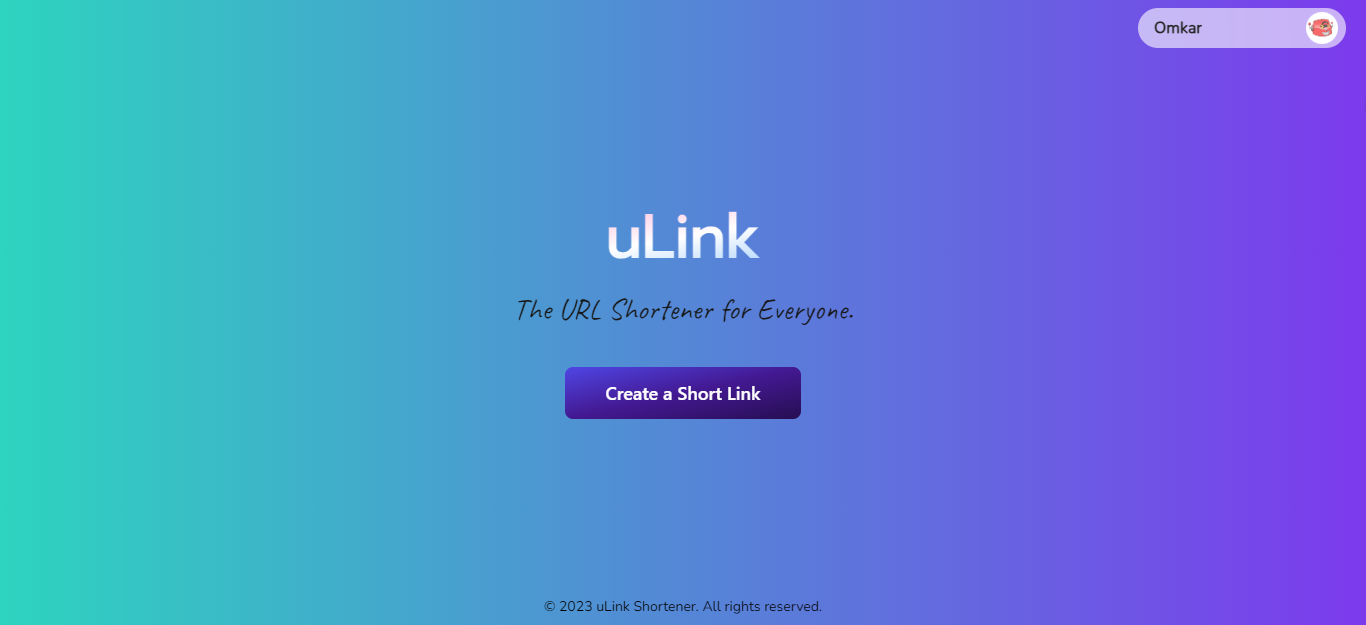 Omkar
uLink
The URL Shortener for Everyone.
Create a Short Link
© 2023 uLink Shortener. All rights reserved.